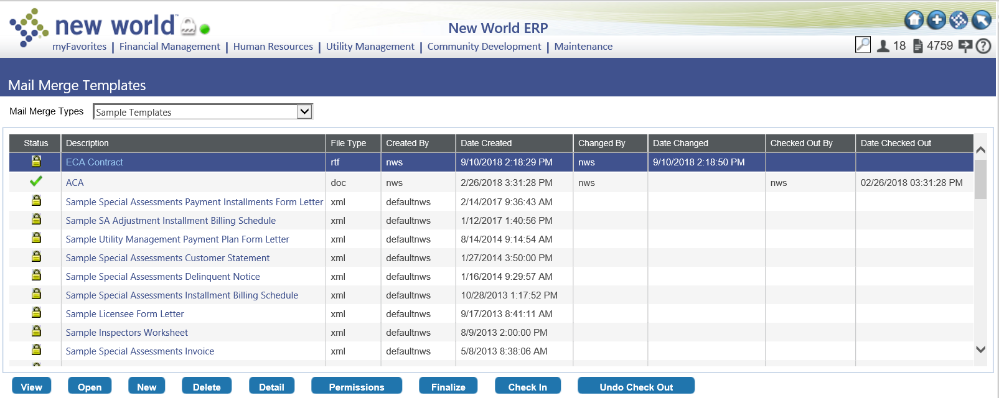 new world™
New World ERP
myFavorites | Financial Management | Human Resources | Utility Management | Community Development | Maintenance
18 4759
Mail Merge Templates
Mail Merge Types Sample Templates
Status Description File Type Created By Date Created Changed By Date Changed Checked Out By Date Checked Out
ECA Contract rtf nws 9/10/2018 2:18:29 PM nws 9/10/2018 2:18:50 PM
ACA doc nws 2/26/2018 3:31:28 PM nws nws 02/26/2018 03:31:28 PM
Sample Special Assessments Payment Installments Form Letter xml defaultnws 2/14/2017 9:36:43 AM
Sample SA Adjustment Installment Billing Schedule xml defaultnws 1/12/2017 1:40:56 PM
Sample Utility Management Payment Plan Form Letter xml defaultnws 8/14/2014 9:14:54 AM
Sample Special Assessments Customer Statement xml defaultnws 1/27/2014 3:50:00 PM
Sample Special Assessments Delinquent Notice xml defaultnws 1/16/2014 9:29:57 AM
Sample Special Assessments Installment Billing Schedule xml defaultnws 10/28/2013 1:17:52 PM
Sample Licensee Form Letter xml defaultnws 9/17/2013 8:41:11 AM
Sample Inspectors Worksheet xml defaultnws 8/9/2013 2:00:00 PM
Sample Special Assessments Invoice xml defaultnws 5/8/2013 8:38:06 AM
View Open New Delete Detail Permissions Finalize Check In Undo Check Out